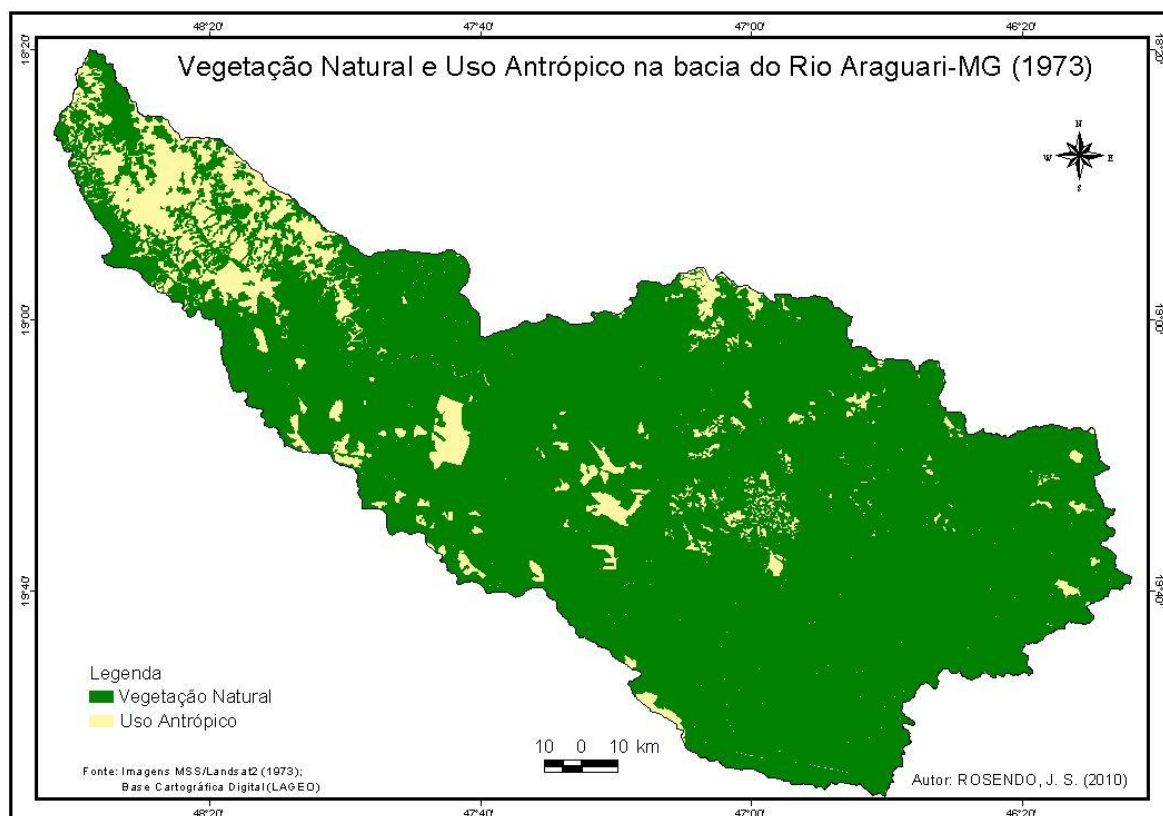 48°20' 47°40' 47°00' 46°20'
18°20' 18°20'
Vegetação Natural e Uso Antrópico na bacia do Rio Araguari-MG (1973)
N
W E
S
19°00' 19°00'
19°40' 19°40'
Legenda
Vegetação Natural
Uso Antrópico
10 0 10 km
Fonte: Imagens MSS/Landsat2 (1973);
Base Cartográfica Digital (LAGEO)
Autor: ROSENDO, J. S. (2010)
48°20' 47°40' 47°00' 46°20'